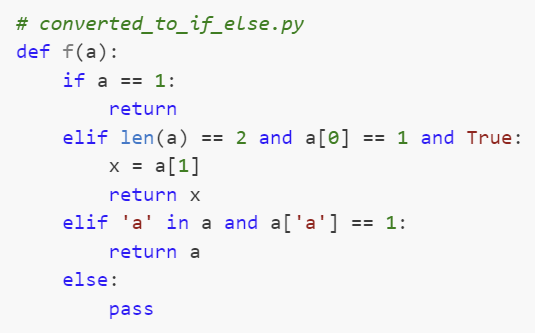 # converted_to_if_else.py
def f(a):
    if a == 1:
        return
    elif len(a) == 2 and a[0] == 1 and True:
        x = a[1]
        return x
    elif 'a' in a and a['a'] == 1:
        return a
    else:
        pass